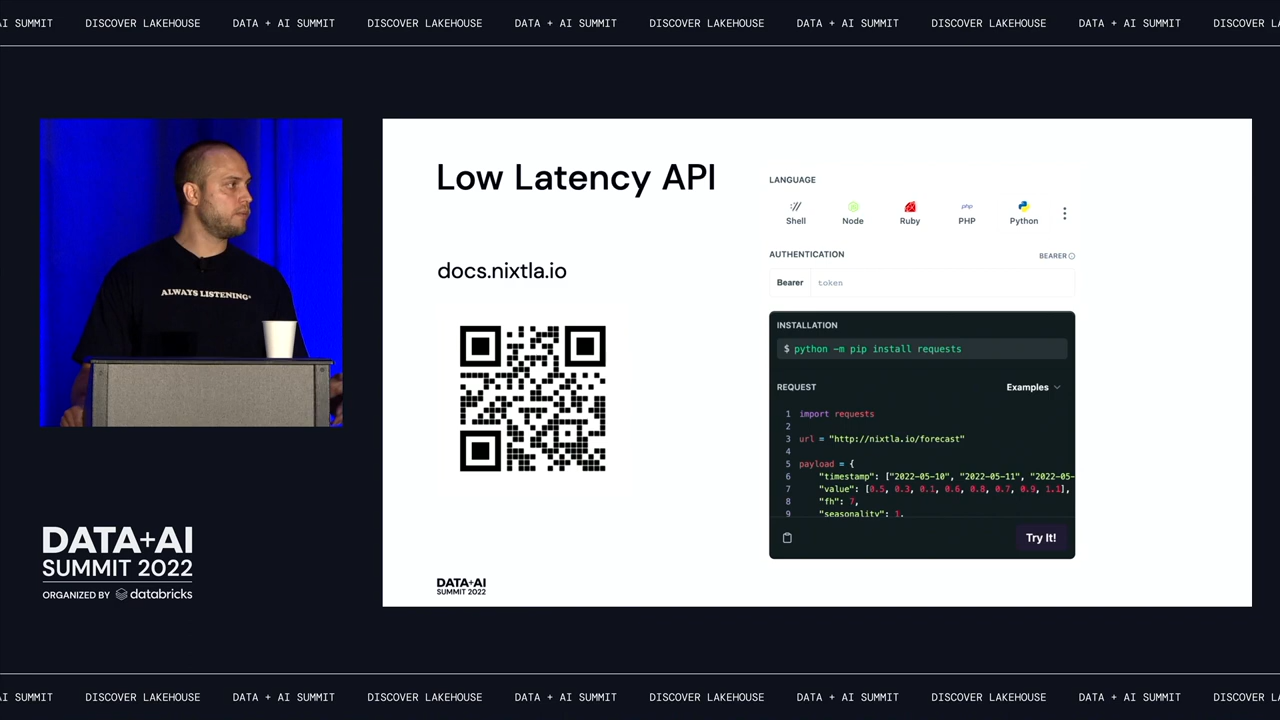 AI SUMMIT DISCOVER LAKEHOUSE DATA + AI SUMMIT DISCOVER LAKEHOUSE DATA + AI SUMMIT DISCOVER LAKEHOUSE DATA + AI SUMMIT DISCOVER LAKEHOUSE DATA + AI SUMMIT DISCOVER
ALWAYS LISTENING
DATA+AI
SUMMIT 2022
ORGANIZED BY databricks
Low Latency API
docs.nixtla.io
DATA+AI
SUMMIT 2022
LANGUAGE
Shell Node Ruby php PHP Python
AUTHENTICATION BEARER
Bearer token
INSTALLATION
$ python -m pip install requests
REQUEST Examples
1 import requests
2
3 url = "http://nixtla.io/forecast"
4
5 payload = {
6 "timestamp": ["2022-05-10", "2022-05-11", "2022-05-
7 "value": [0.5, 0.3, 0.1, 0.6, 0.8, 0.7, 0.9, 1.1],
8 "fh": 7,
9 "seasonality": 1,
Try It!
AI SUMMIT DISCOVER LAKEHOUSE DATA + AI SUMMIT DISCOVER LAKEHOUSE DATA + AI SUMMIT DISCOVER LAKEHOUSE DATA + AI SUMMIT DISCOVER LAKEHOUSE DATA + AI SUMMIT DISCOVER